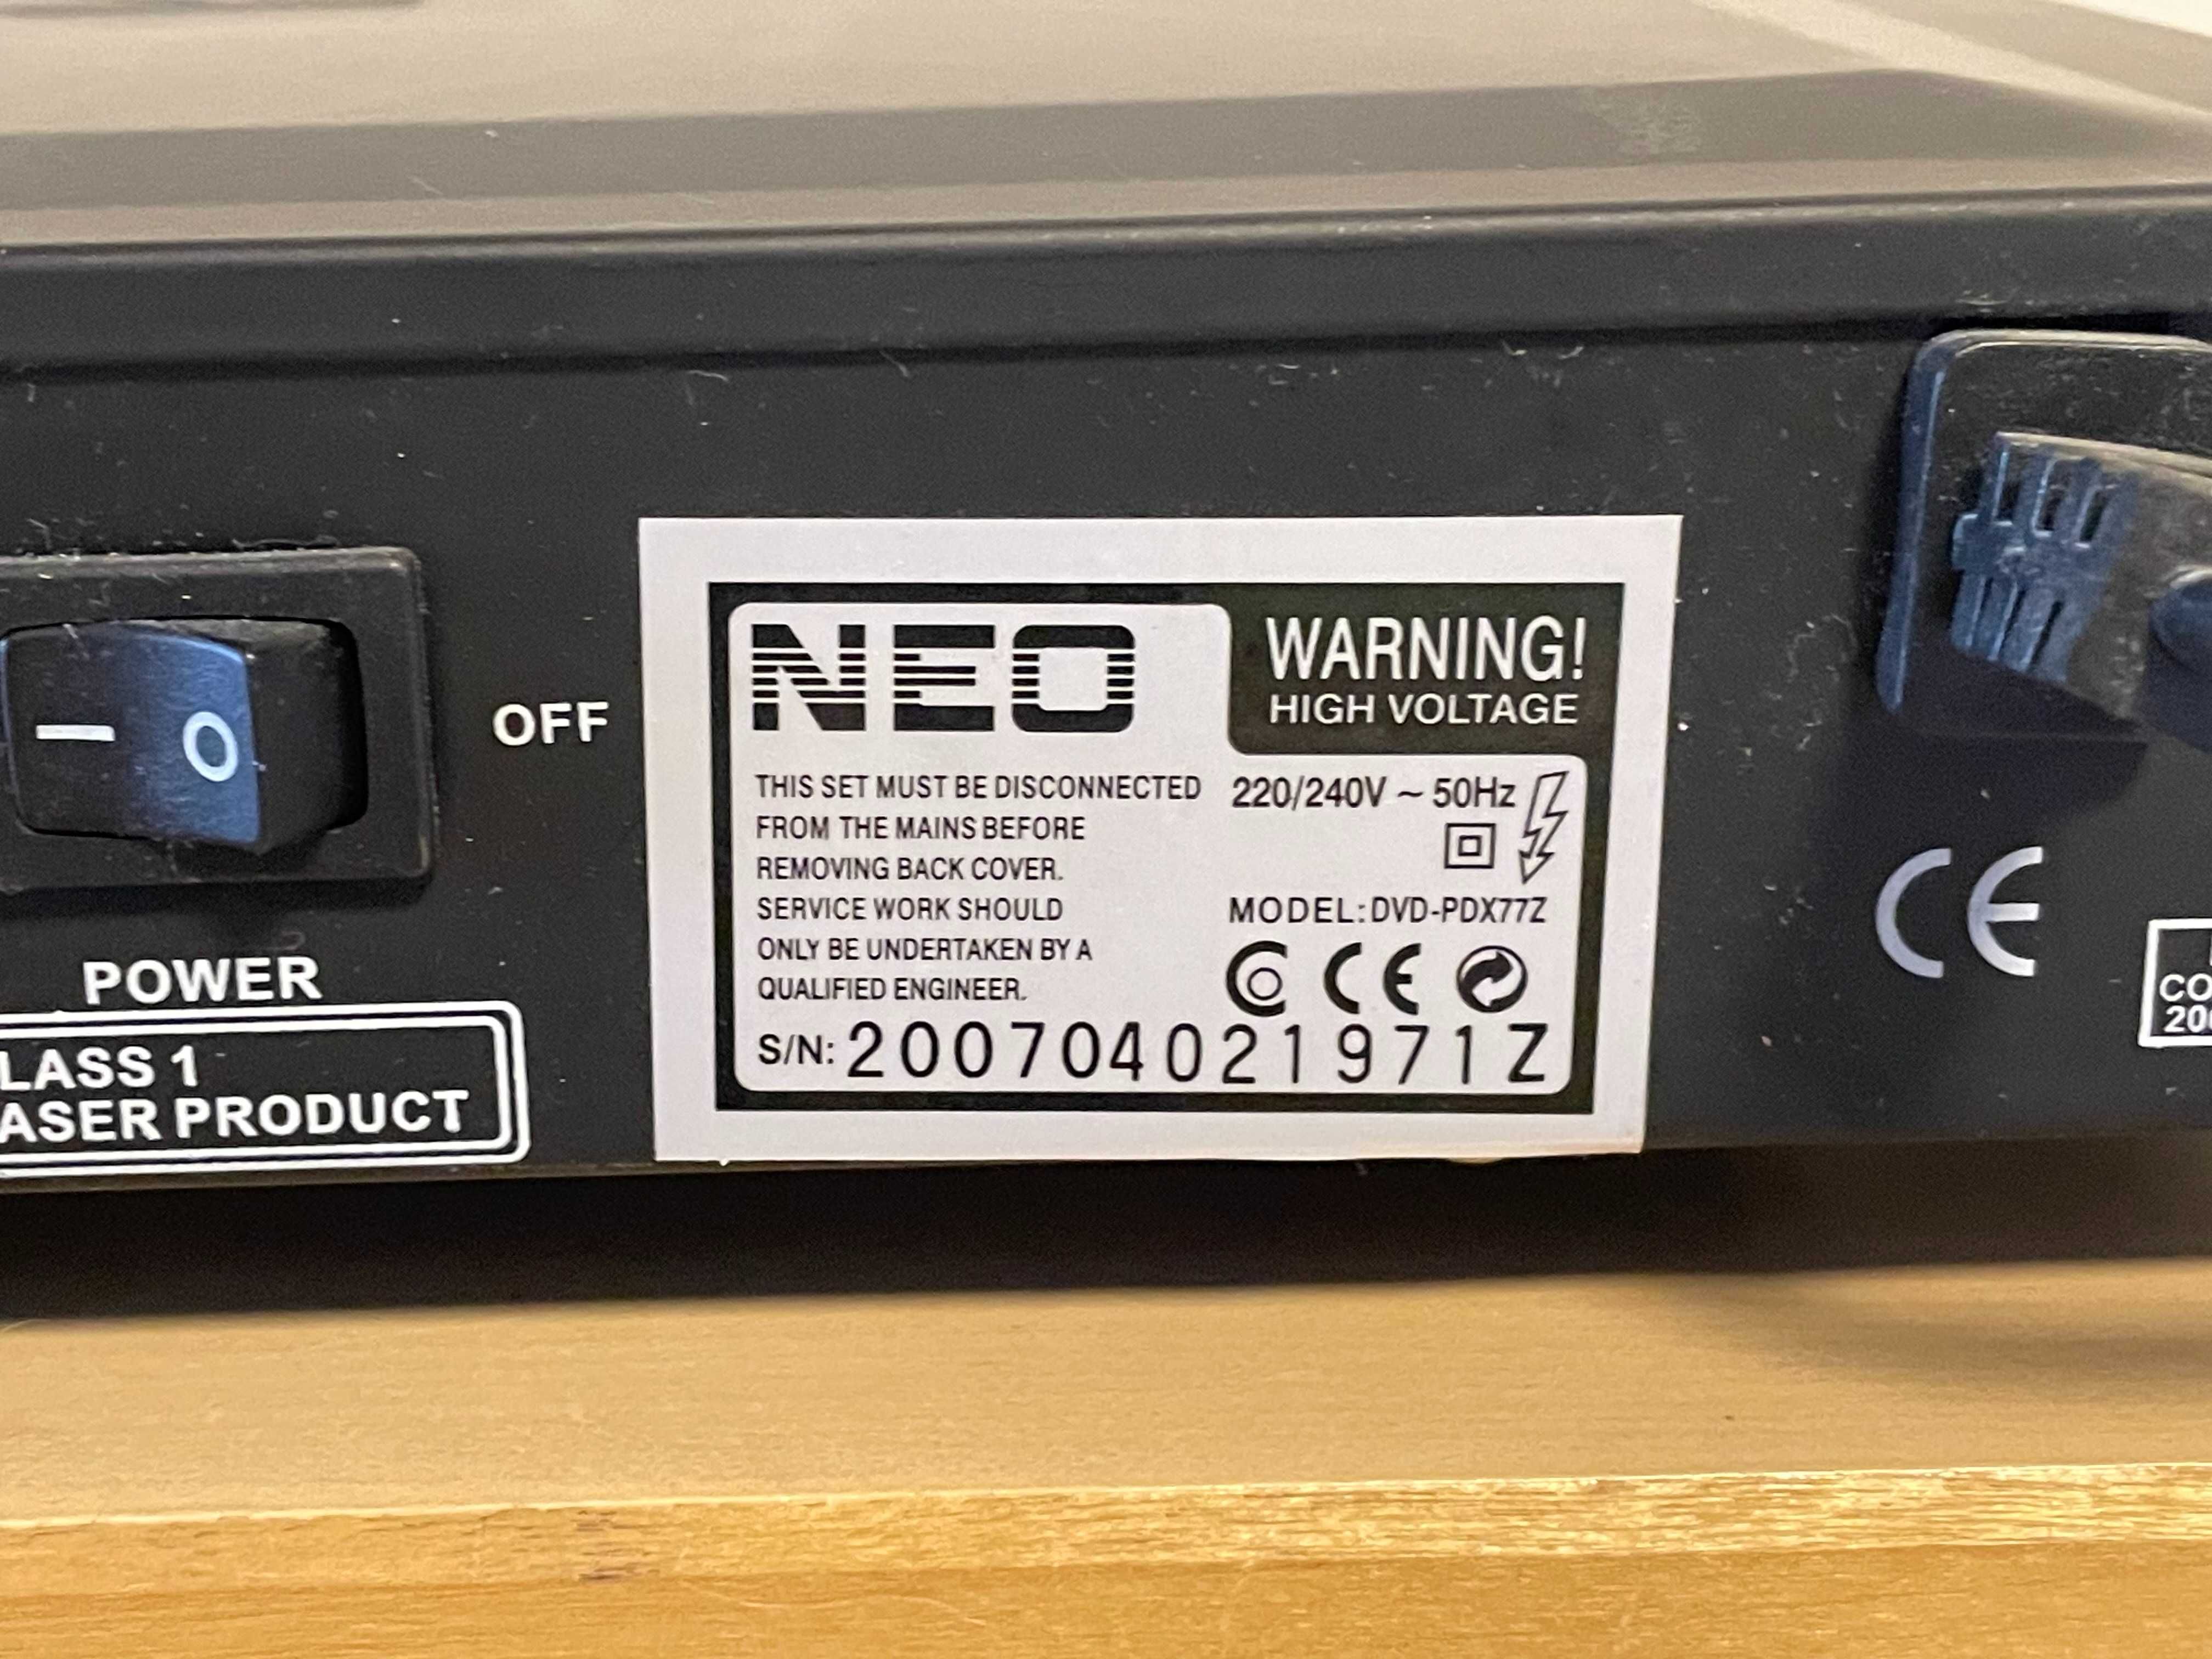 OFF
POWER
LASS 1
ASER PRODUCT
NEO
WARNING!
HIGH VOLTAGE
THIS SET MUST BE DISCONNECTED
FROM THE MAINS BEFORE
REMOVING BACK COVER.
SERVICE WORK SHOULD
ONLY BE UNDERTAKEN BY A
QUALIFIED ENGINEER.
220/240V ~ 50Hz
MODEL: DVD-PDX77Z
CE
S/N: 200704021971Z
CE
CO